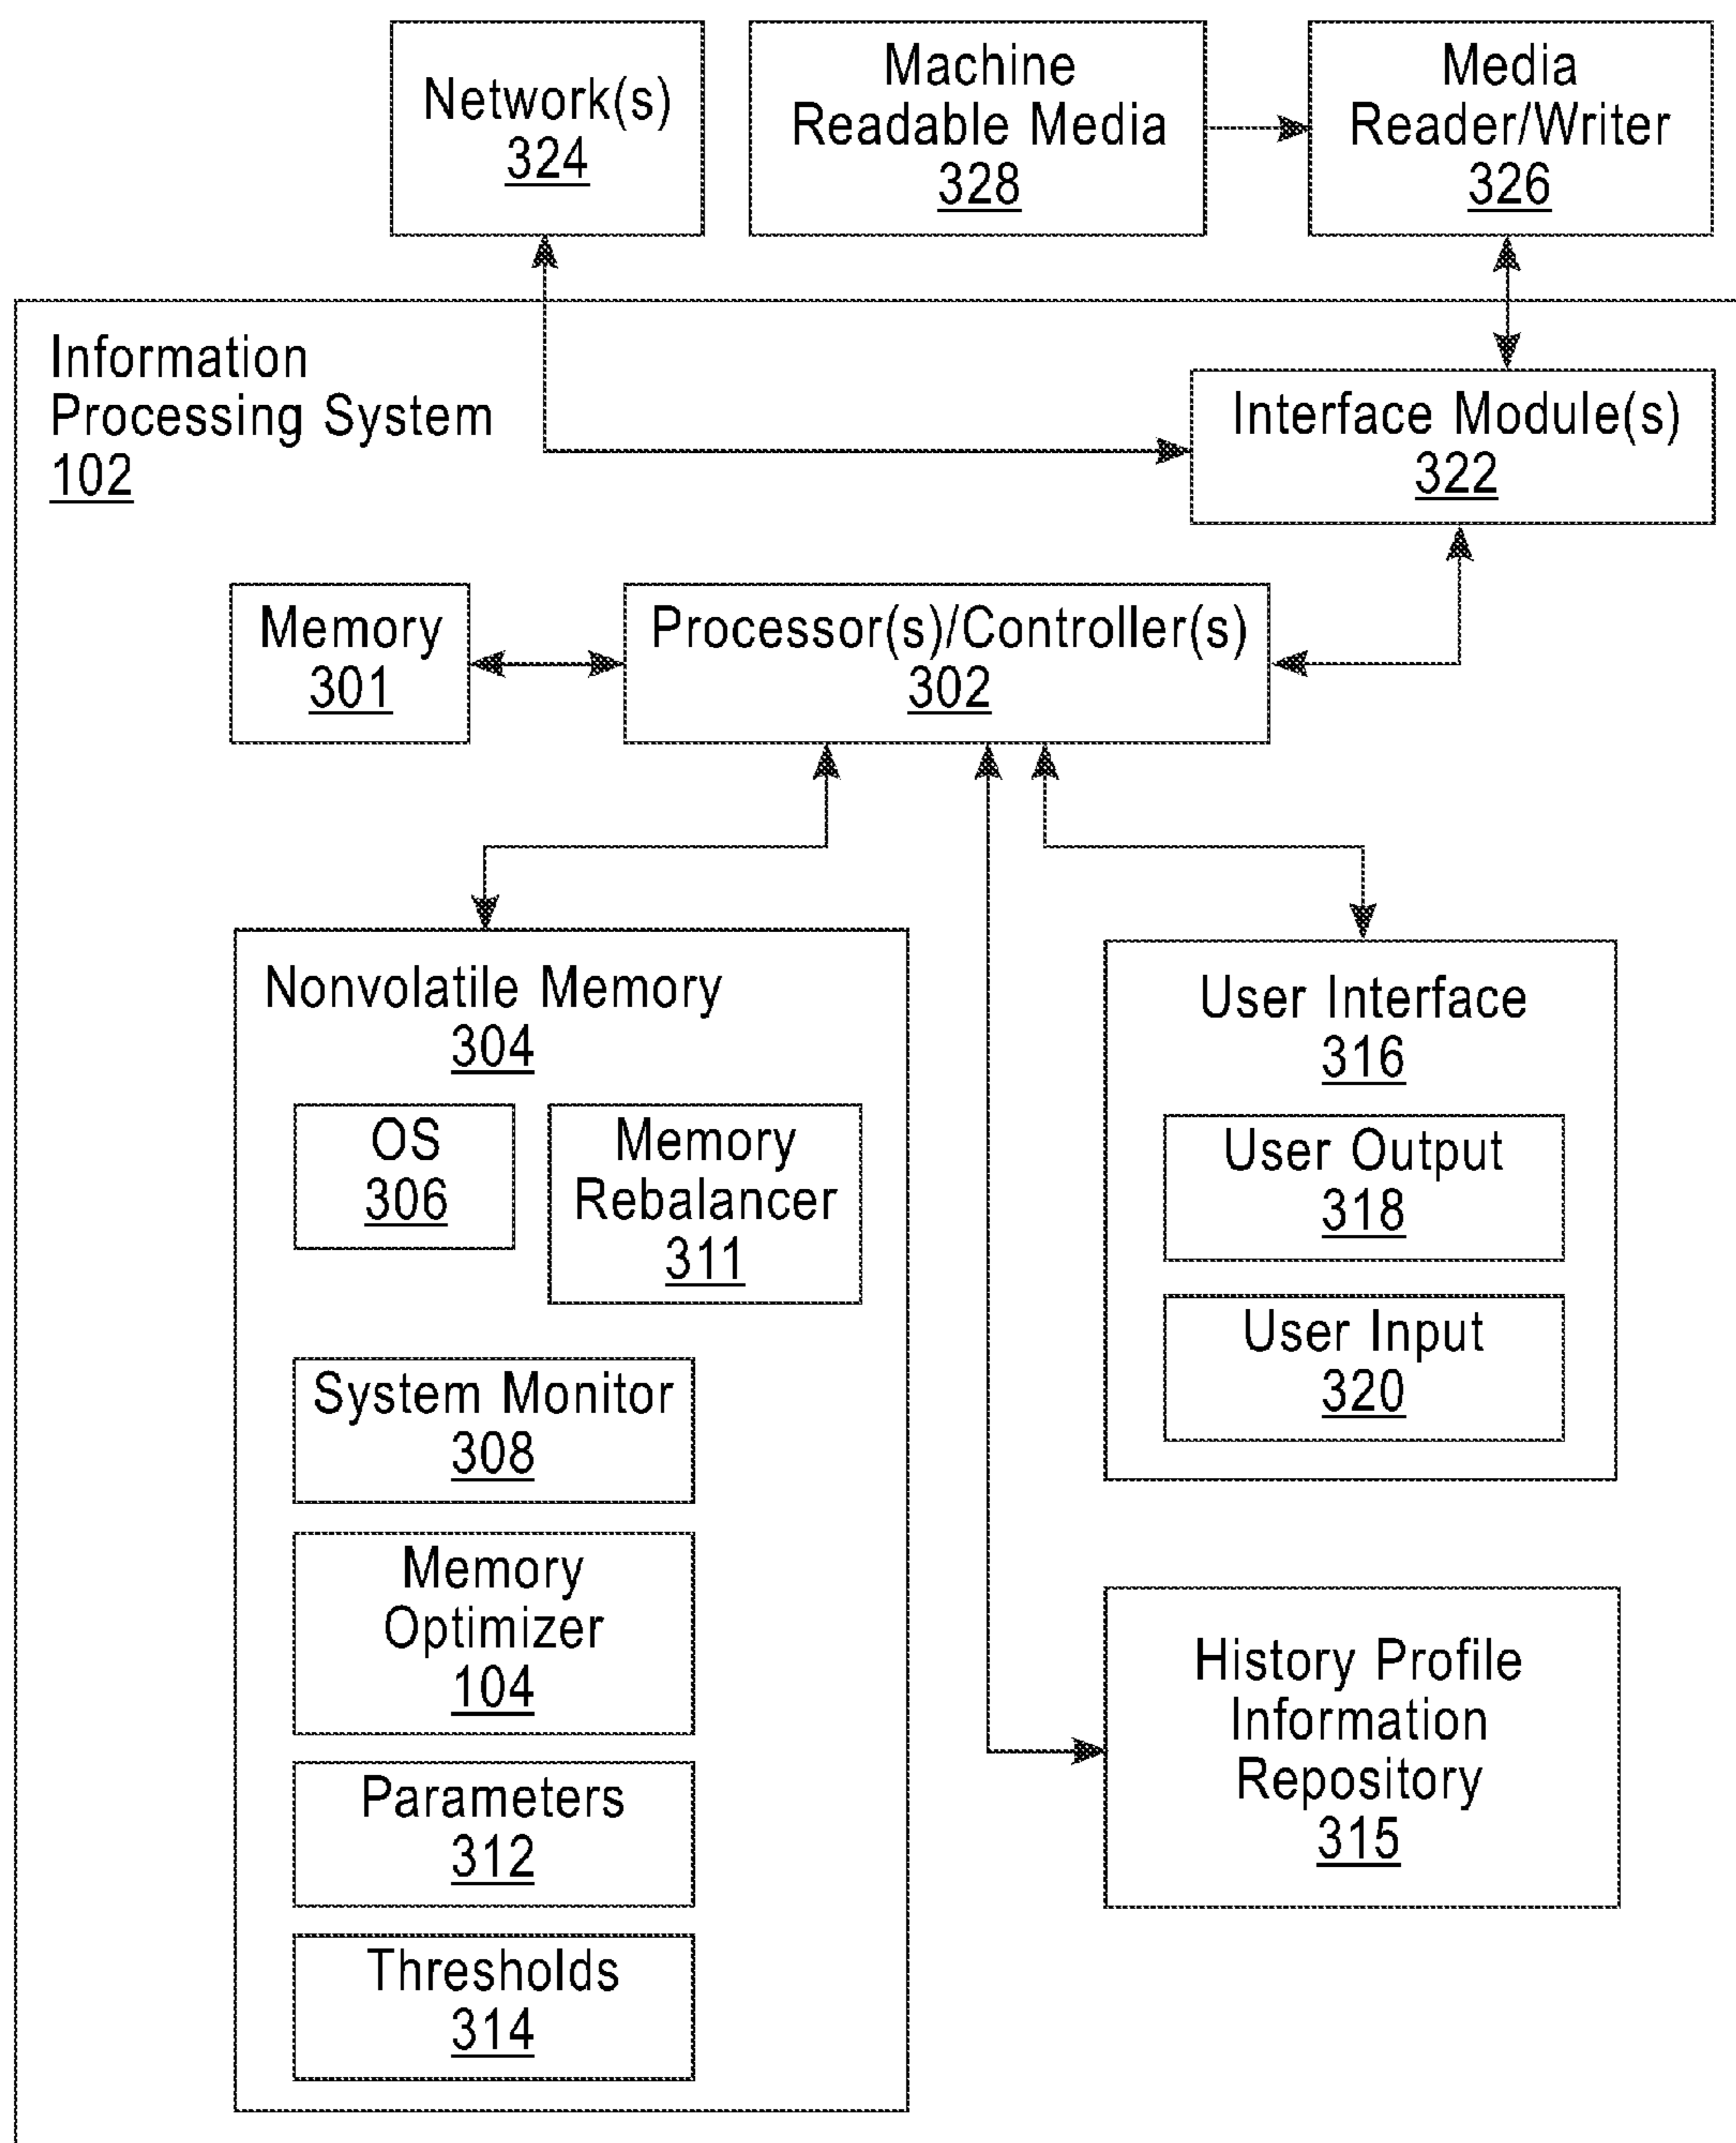 Network(s)
324
Machine
Readable Media
328
Media
Reader/Writer
326
Information
Processing System
102
Interface Module(s)
322
Memory
301
Processor(s)/Controller(s)
302
Nonvolatile Memory
304
OS
306
Memory
Rebalancer
311
System Monitor
308
Memory
Optimizer
104
Parameters
312
Thresholds
314
User Interface
316
User Output
318
User Input
320
History Profile
Information
Repository
315